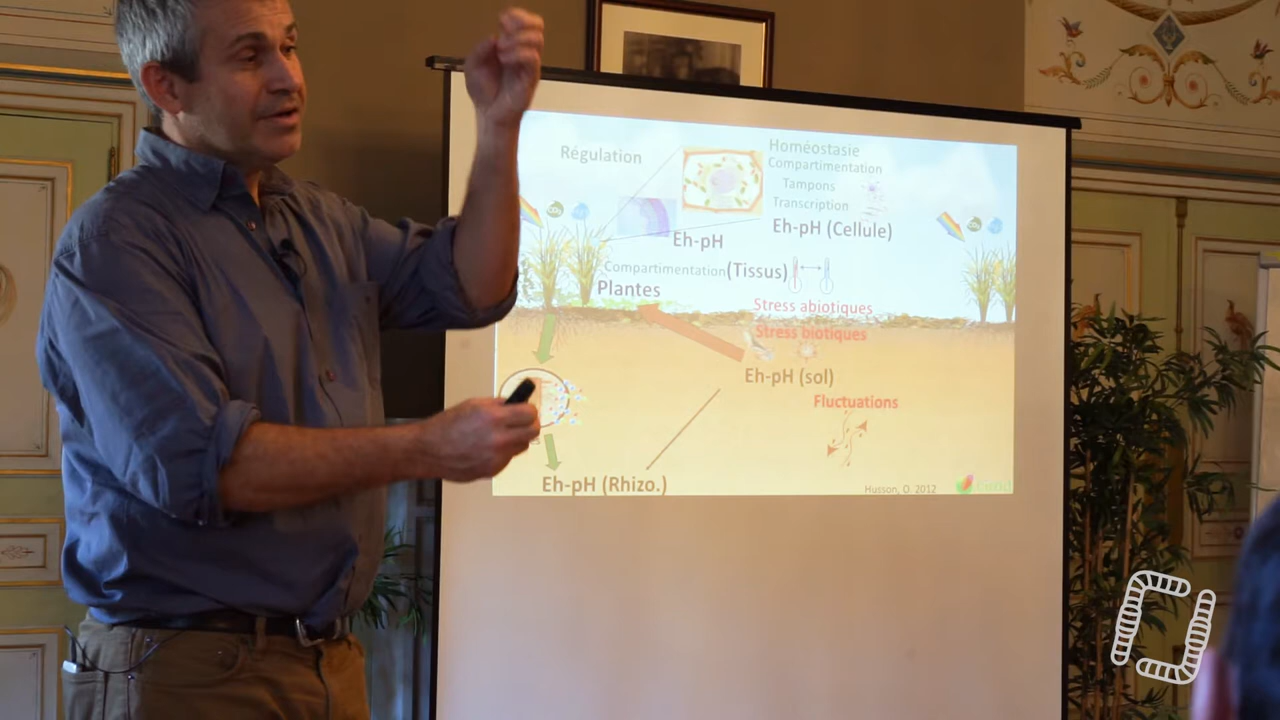 Régulation
Homéostasie
Compartimentation
Tampons
Transcription
Eh-pH (Cellule)
Eh-pH
Compartimentation(Tissus)
Plantes
Stress abiotiques
Stress biotiques
Eh-pH (sol)
Fluctuations
Eh-pH (Rhizo.)
Husson, O. 2012